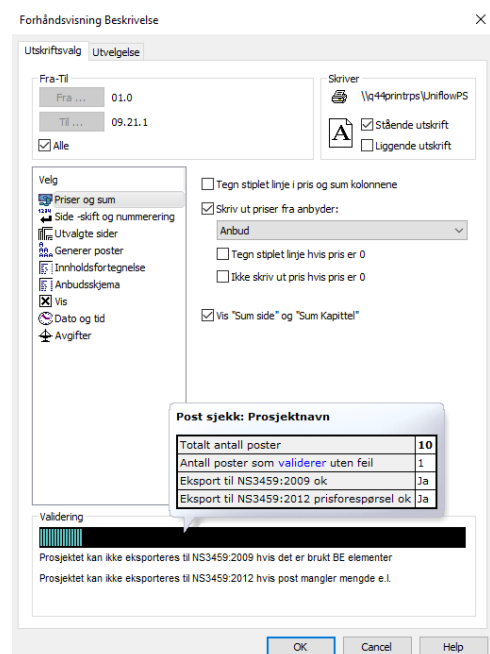 Forhåndsvisning Beskrivelse
Utskriftsvalg Utvelgelse
Fra-Til
Fra ... 01.0
Til ... 09.21.1
Alle
Skriver
\\q44printrps\UniflowPS
Stående utskrift
Liggende utskrift
Velg
Priser og sum
Side -skift og nummerering
Utvalgte sider
Generer poster
Innholdsfortegnelse
Anbudsskjema
Vis
Dato og tid
Avgifter
Tegn stiplet linje i pris og sum kolonnene
Skriv ut priser fra anbyder:
Anbud
Tegn stiplet linje hvis pris er 0
Ikke skriv ut pris hvis pris er 0
Vis "Sum side" og "Sum Kapittel"
Post sjekk: Prosjektnavn
Totalt antall poster 10
Antall poster som validerer uten feil 1
Eksport til NS3459:2009 ok Ja
Eksport til NS3459:2012 prisforespørsel ok Ja
Validering
Prosjektet kan ikke eksporteres til NS3459:2009 hvis det er brukt BE elementer
Prosjektet kan ikke eksporteres til NS3459:2012 hvis post mangler mengde e.l.
OK Cancel Help